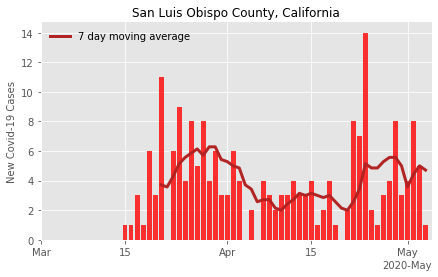 San Luis Obispo County, California
7 day moving average
New Covid-19 Cases
14
12
10
8
6
4
2
0
Mar 15 Apr 15 May
2020-May